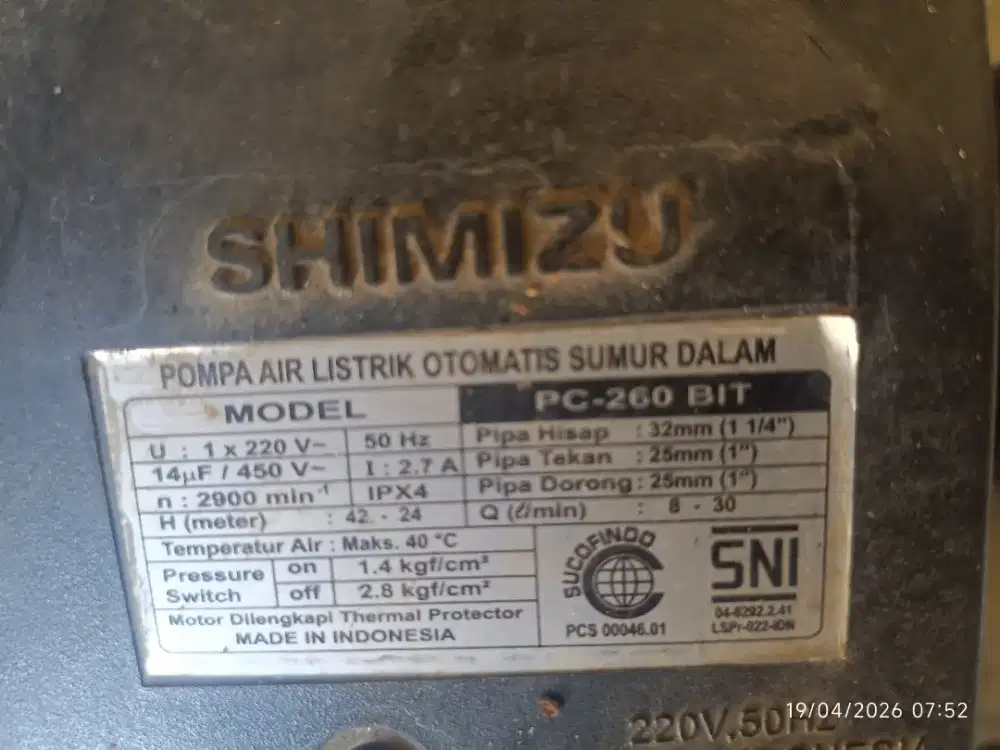 SHIMIZU
POMPA AIR LISTRIK OTOMATIS SUMUR DALAM
MODEL PC-260 BIT
U : 1 x 220 V~ 50 Hz Pipa Hisap : 32mm (1 1/4")
14µF / 450 V~ I : 2.7 A Pipa Tekan : 25mm (1")
n : 2900 min⁻¹ IPX4 Pipa Dorong : 25mm (1")
H (meter) : 42 - 24 Q (ℓ/min) : 8 - 30
Temperatur Air : Maks. 40 °C
Pressure Switch on 1.4 kgf/cm²
off 2.8 kgf/cm²
Motor Dilengkapi Thermal Protector
MADE IN INDONESIA
SUCOFINDO
PCS 00046.01
SNI
04-6292.2.41
LSPr-022-IDN
220V,50Hz
19/04/2026 07:52